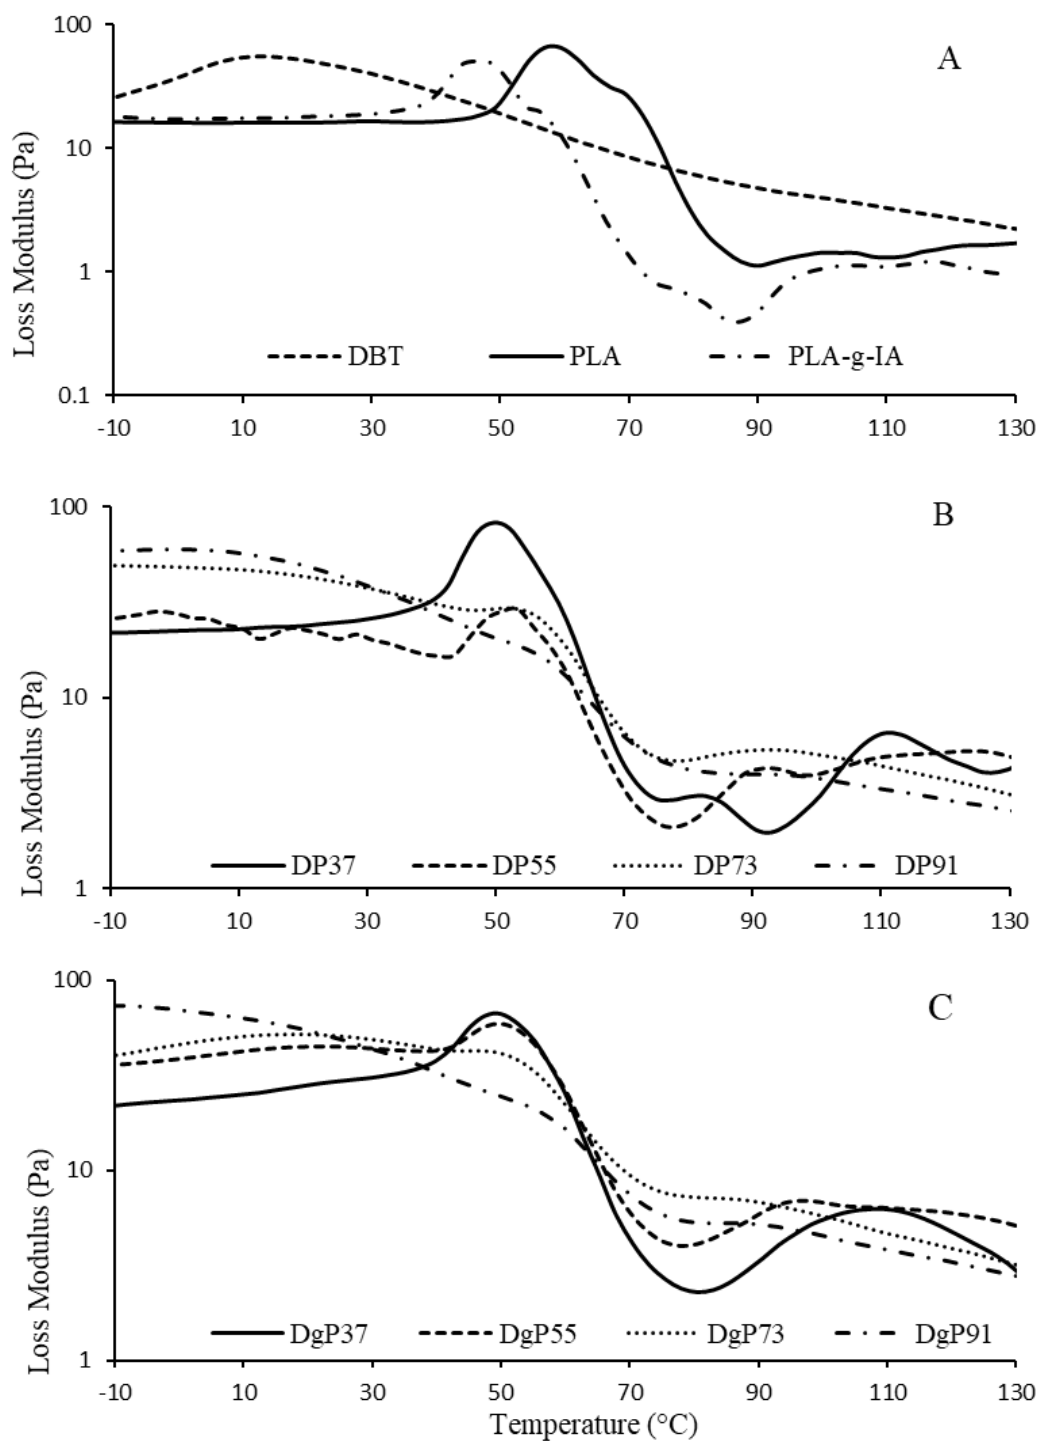 100
A
10
Loss Modulus (Pa)
1
DBT PLA PLA-g-IA
0.1
-10 10 30 50 70 90 110 130
100
B
10
Loss Modulus (Pa)
DP37 DP55 DP73 DP91
1
-10 10 30 50 70 90 110 130
100
C
10
Loss Modulus (Pa)
DgP37 DgP55 DgP73 DgP91
1
-10 10 30 50 70 90 110 130
Temperature (°C)